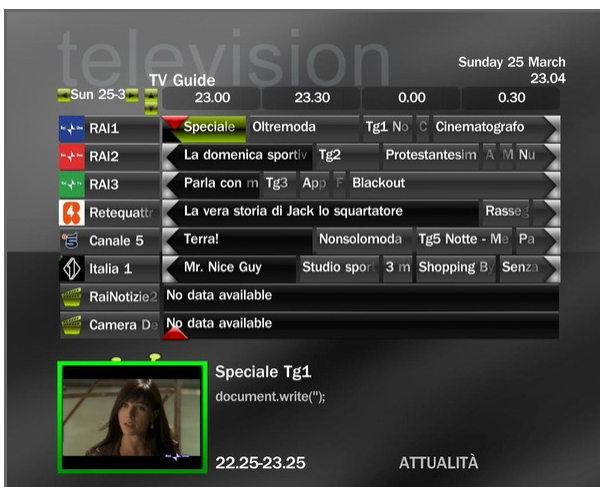 television
Sunday 25 March
TV Guide
23.04
Sun 25-3
23.00 23.30 0.00 0.30
RAI1 Speciale Oltremoda Tg1 No C Cinematografo
RAI2 La domenica sportiv Tg2 Protestantesim A M Nu
RAI3 Parla con m Tg3 App F Blackout
Retequattr La vera storia di Jack lo squartatore Rasseg
Canale 5 Terra! Nonsolomoda Tg5 Notte - Me Pa
Italia 1 Mr. Nice Guy Studio sport 3 m Shopping By Senza
RaiNotizie2 No data available
Camera De No data available
Speciale Tg1
document.write('');
22.25-23.25 ATTUALITÀ